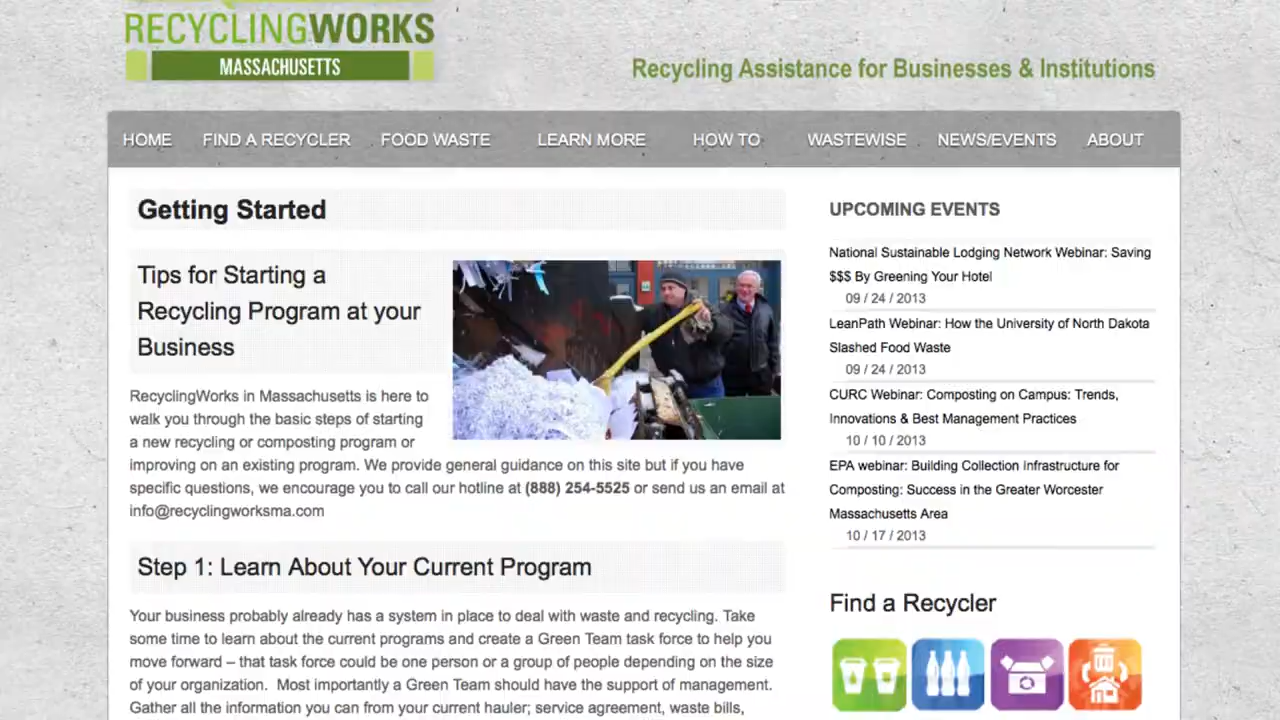 RECYCLINGWORKS
MASSACHUSETTS
Recycling Assistance for Businesses & Institutions
HOME FIND A RECYCLER FOOD WASTE LEARN MORE HOW TO WASTEWISE NEWS/EVENTS ABOUT
Getting Started
Tips for Starting a
Recycling Program at your
Business
RecyclingWorks in Massachusetts is here to
walk you through the basic steps of starting
a new recycling or composting program or
improving on an existing program. We provide general guidance on this site but if you have
specific questions, we encourage you to call our hotline at (888) 254-5525 or send us an email at
info@recyclingworksma.com
Step 1: Learn About Your Current Program
Your business probably already has a system in place to deal with waste and recycling. Take
some time to learn about the current programs and create a Green Team task force to help you
move forward – that task force could be one person or a group of people depending on the size
of your organization. Most importantly a Green Team should have the support of management.
Gather all the information you can from your current hauler; service agreement, waste bills,
UPCOMING EVENTS
National Sustainable Lodging Network Webinar: Saving
$$$ By Greening Your Hotel
09 / 24 / 2013
LeanPath Webinar: How the University of North Dakota
Slashed Food Waste
09 / 24 / 2013
CURC Webinar: Composting on Campus: Trends,
Innovations & Best Management Practices
10 / 10 / 2013
EPA webinar: Building Collection Infrastructure for
Composting: Success in the Greater Worcester
Massachusetts Area
10 / 17 / 2013
Find a Recycler